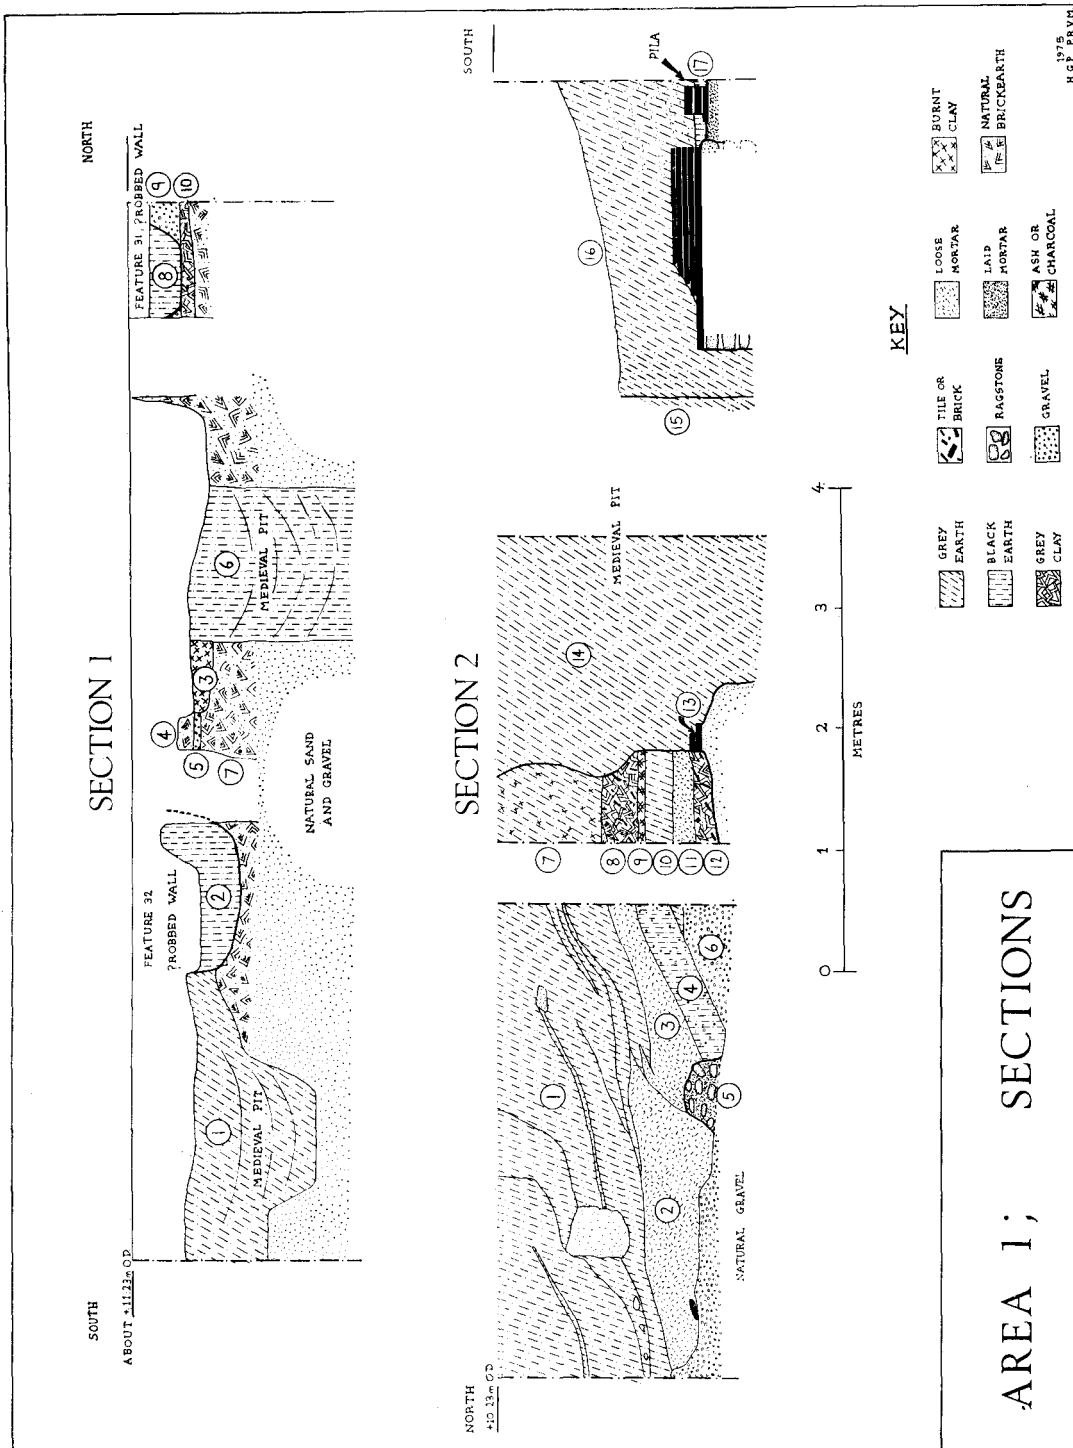 SECTION 1
SOUTH
NORTH
ABOUT +11·23m O D
FEATURE 32
?ROBBED WALL
FEATURE 31, ?ROBBED WALL
1
MEDIEVAL PIT
2
4
5
7
3
6
MEDIEVAL PIT
8
9
10
NATURAL SAND
AND GRAVEL
SECTION 2
NORTH
+10·23m O D
SOUTH
1
2
3
4
5
6
NATURAL GRAVEL
7
8
9
10
11
12
13
14
MEDIEVAL PIT
15
16
PILA
17
0
1
2
3
4
METRES
KEY
GREY
EARTH
BLACK
EARTH
GREY
CLAY
TILE OR
BRICK
RAGSTONE
GRAVEL
LOOSE
MORTAR
LAID
MORTAR
ASH OR
CHARCOAL
BURNT
CLAY
NATURAL
BRICKEARTH
AREA 1; SECTIONS
1975